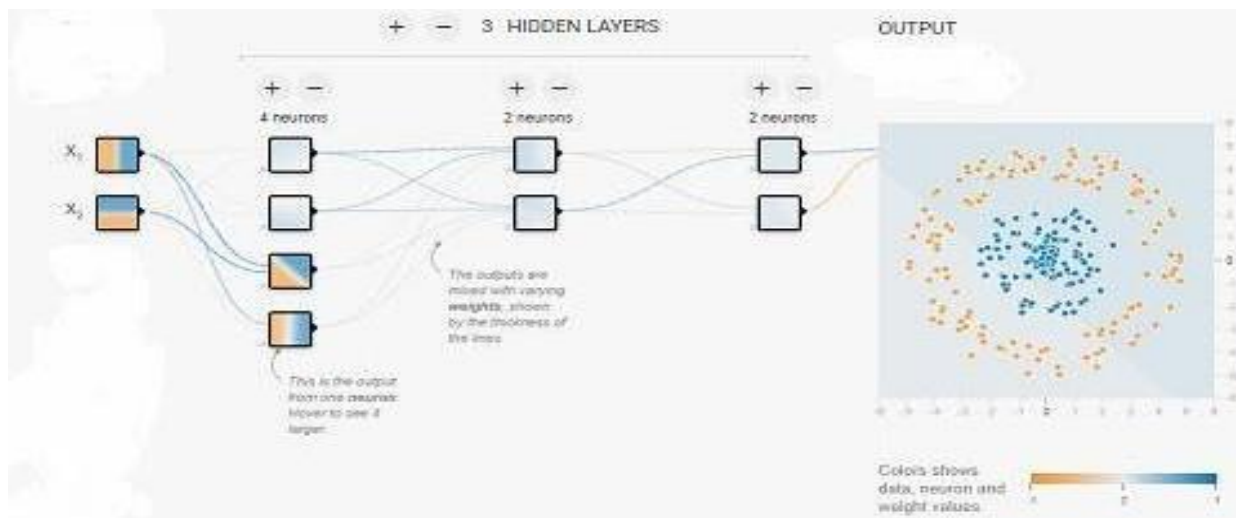 + − 3 HIDDEN LAYERS
OUTPUT
+ −
+ −
+ −
4 neurons
2 neurons
2 neurons
X1
X2
The outputs are
mixed with varying
weights, shown
by the thickness of
the lines.
This is the output
from one neuron.
Hover to see it
larger.
0
0
Colors shows
data, neuron and
weight values.